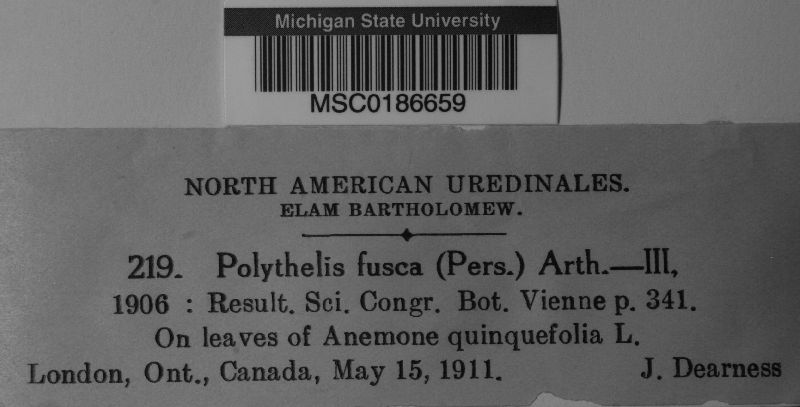 Michigan State University
MSC0186659
NORTH AMERICAN UREDINALES.
ELAM BARTHOLOMEW.
219. Polythelis fusca (Pers.) Arth.—III,
1906 : Result. Sci. Congr. Bot. Vienne p. 341.
On leaves of Anemone quinquefolia L.
London, Ont., Canada, May 15, 1911. J. Dearness